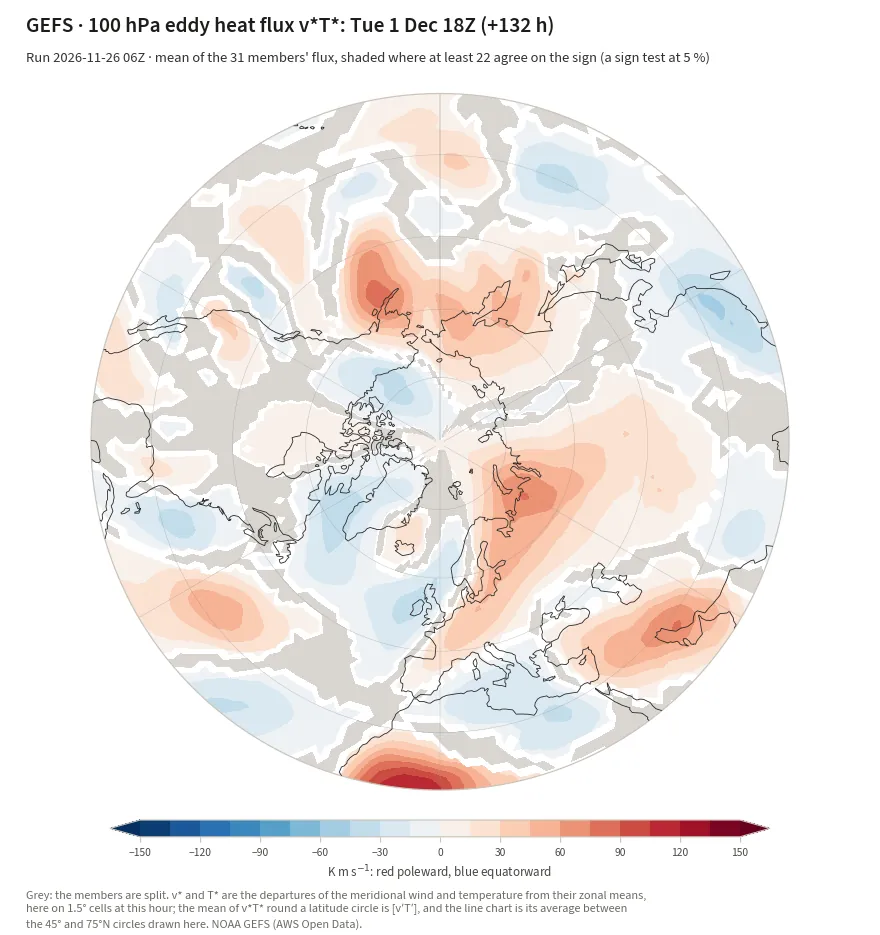 GEFS · 100 hPa eddy heat flux v*T*: Tue 1 Dec 18Z (+132 h)
Run 2026-11-26 06Z · mean of the 31 members' flux, shaded where at least 22 agree on the sign (a sign test at 5 %)
−150 −120 −90 −60 −30 0 30 60 90 120 150
K m s⁻¹: red poleward, blue equatorward
Grey: the members are split. v* and T* are the departures of the meridional wind and temperature from their zonal means,
here on 1.5° cells at this hour; the mean of v*T* round a latitude circle is [v'T'], and the line chart is its average between
the 45° and 75°N circles drawn here. NOAA GEFS (AWS Open Data).